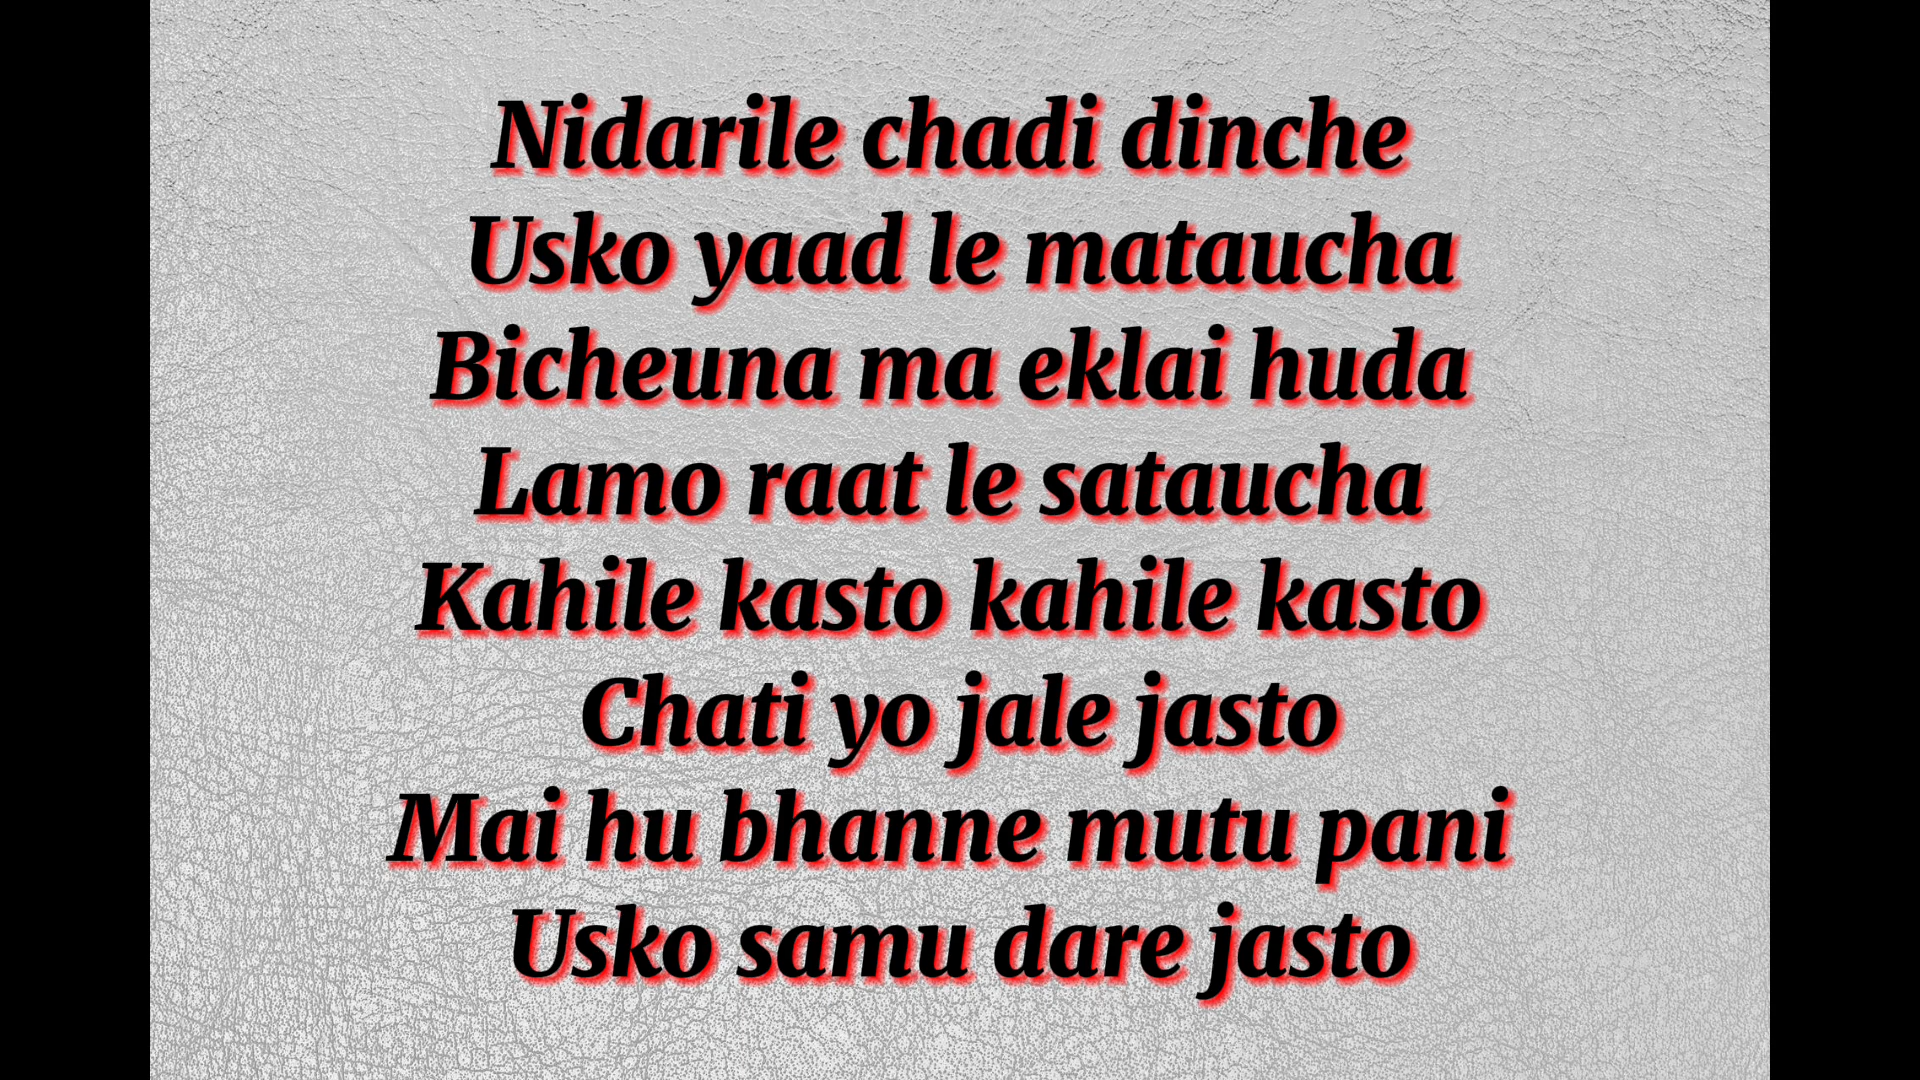 Nidarile chadi dinche
Usko yaad le mataucha
Bicheuna ma eklai huda
Lamo raat le sataucha
Kahile kasto kahile kasto
Chati yo jale jasto
Mai hu bhanne mutu pani
Usko samu dare jasto